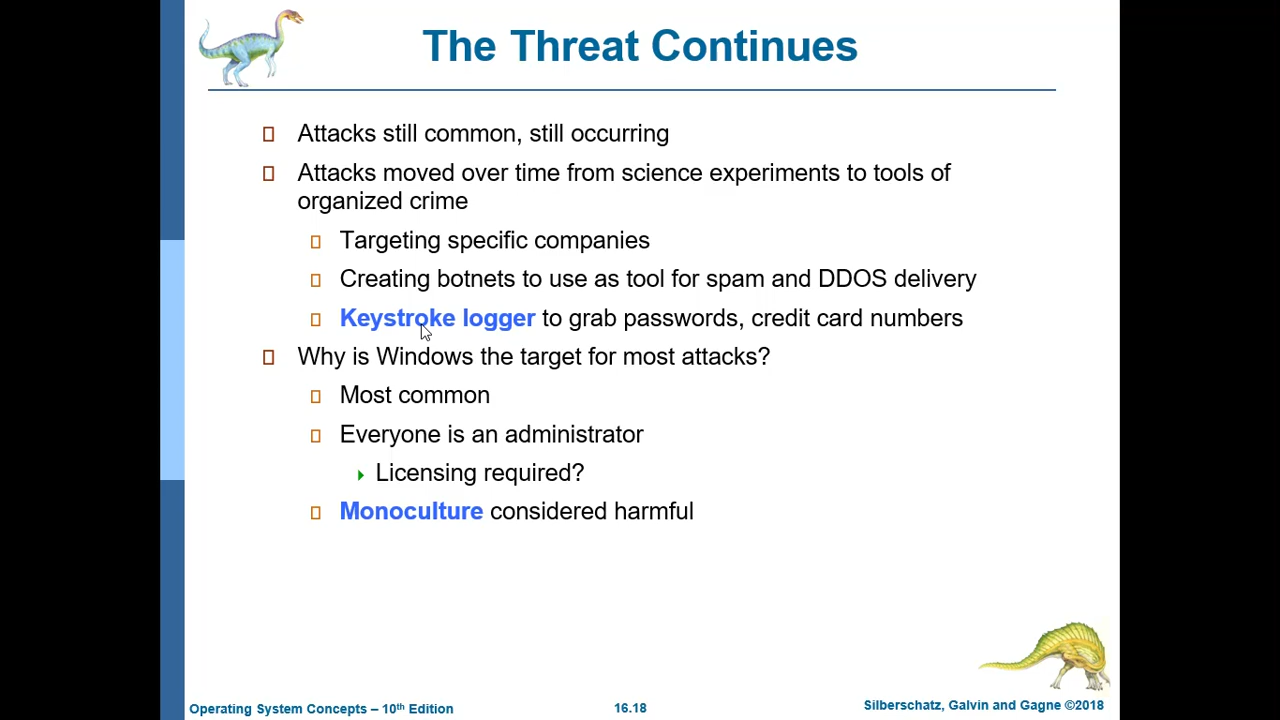 The Threat Continues
Attacks still common, still occurring
Attacks moved over time from science experiments to tools of
organized crime
Targeting specific companies
Creating botnets to use as tool for spam and DDOS delivery
Keystroke logger to grab passwords, credit card numbers
Why is Windows the target for most attacks?
Most common
Everyone is an administrator
Licensing required?
Monoculture considered harmful
Operating System Concepts – 10th Edition
16.18
Silberschatz, Galvin and Gagne ©2018